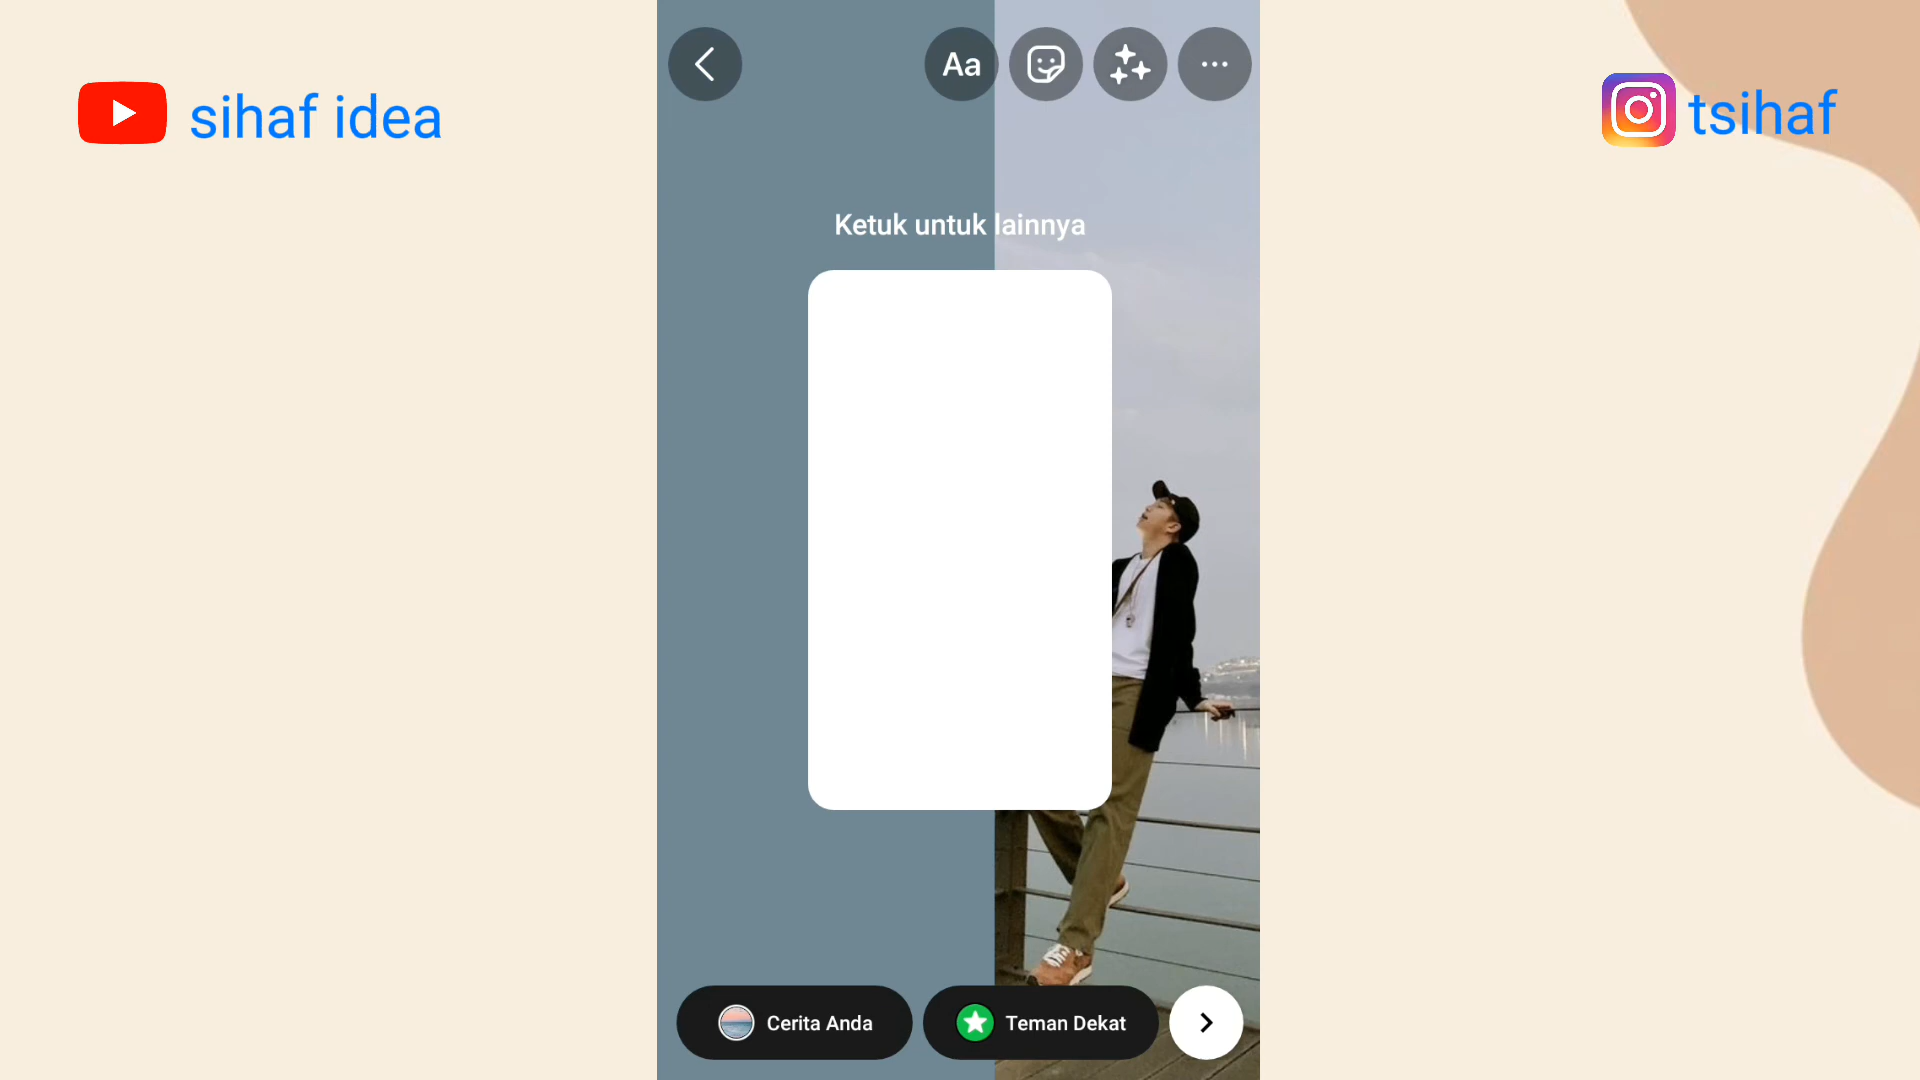 sihaf idea
tsihaf
Aa
Ketuk untuk lainnya
Cerita Anda
Teman Dekat